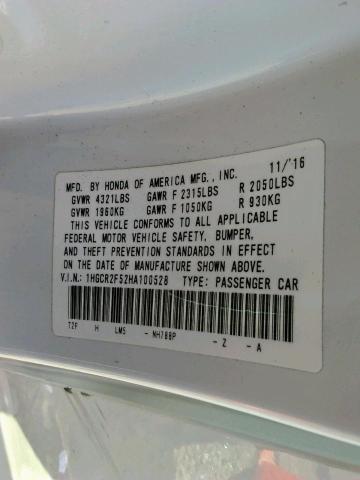 MFD. BY HONDA OF AMERICA MFG., INC. 11/'16
GVWR 4321LBS GAWR F 2315LBS R 2050LBS
GVWR 1960KG GAWR F 1050KG R 930KG
THIS VEHICLE CONFORMS TO ALL APPLICABLE
FEDERAL MOTOR VEHICLE SAFETY, BUMPER,
AND THEFT PREVENTION STANDARDS IN EFFECT
ON THE DATE OF MANUFACTURE SHOWN ABOVE.
V.I.N.: 1HGCR2F52HA100528 TYPE: PASSENGER CAR
T2F H LM5 - NH788P - Z - A